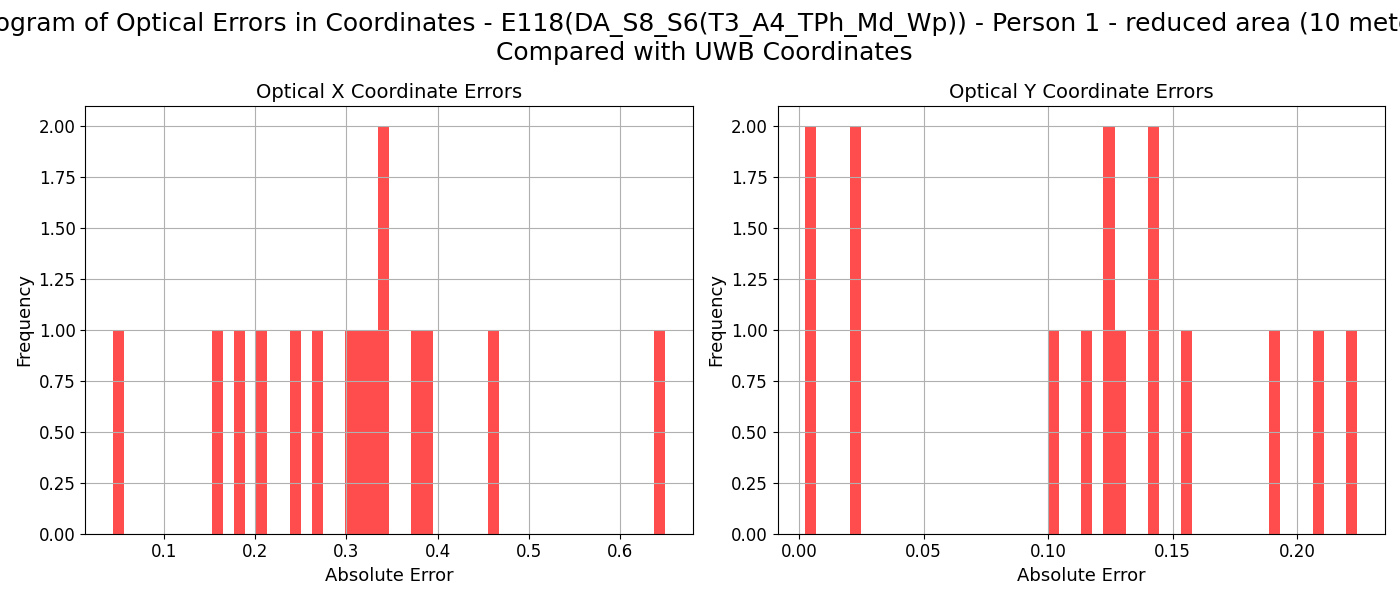 ogram of Optical Errors in Coordinates - E118(DA_S8_S6(T3_A4_TPh_Md_Wp)) - Person 1 - reduced area (10 mete
Compared with UWB Coordinates
Optical X Coordinate Errors
Optical Y Coordinate Errors
2.00
1.75
1.50
1.25
1.00
0.75
0.50
0.25
0.00
Frequency
0.1 0.2 0.3 0.4 0.5 0.6
Absolute Error
2.00
1.75
1.50
1.25
1.00
0.75
0.50
0.25
0.00
Frequency
0.00 0.05 0.10 0.15 0.20
Absolute Error